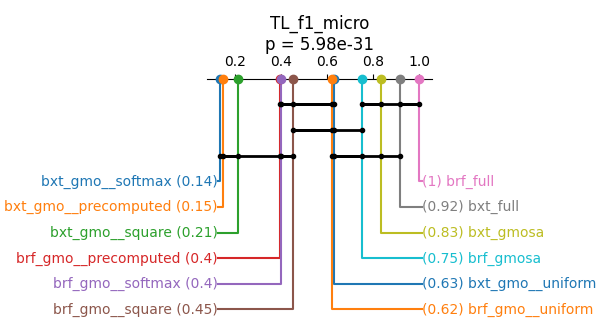 TL_f1_micro
p = 5.98e-31
0.2 0.4 0.6 0.8 1.0
bxt_gmo__softmax (0.14) (1) brf_full
bxt_gmo__precomputed (0.15) (0.92) bxt_full
bxt_gmo__square (0.21) (0.83) bxt_gmosa
brf_gmo__precomputed (0.4) (0.75) brf_gmosa
brf_gmo__softmax (0.4) (0.63) bxt_gmo__uniform
brf_gmo__square (0.45) (0.62) brf_gmo__uniform